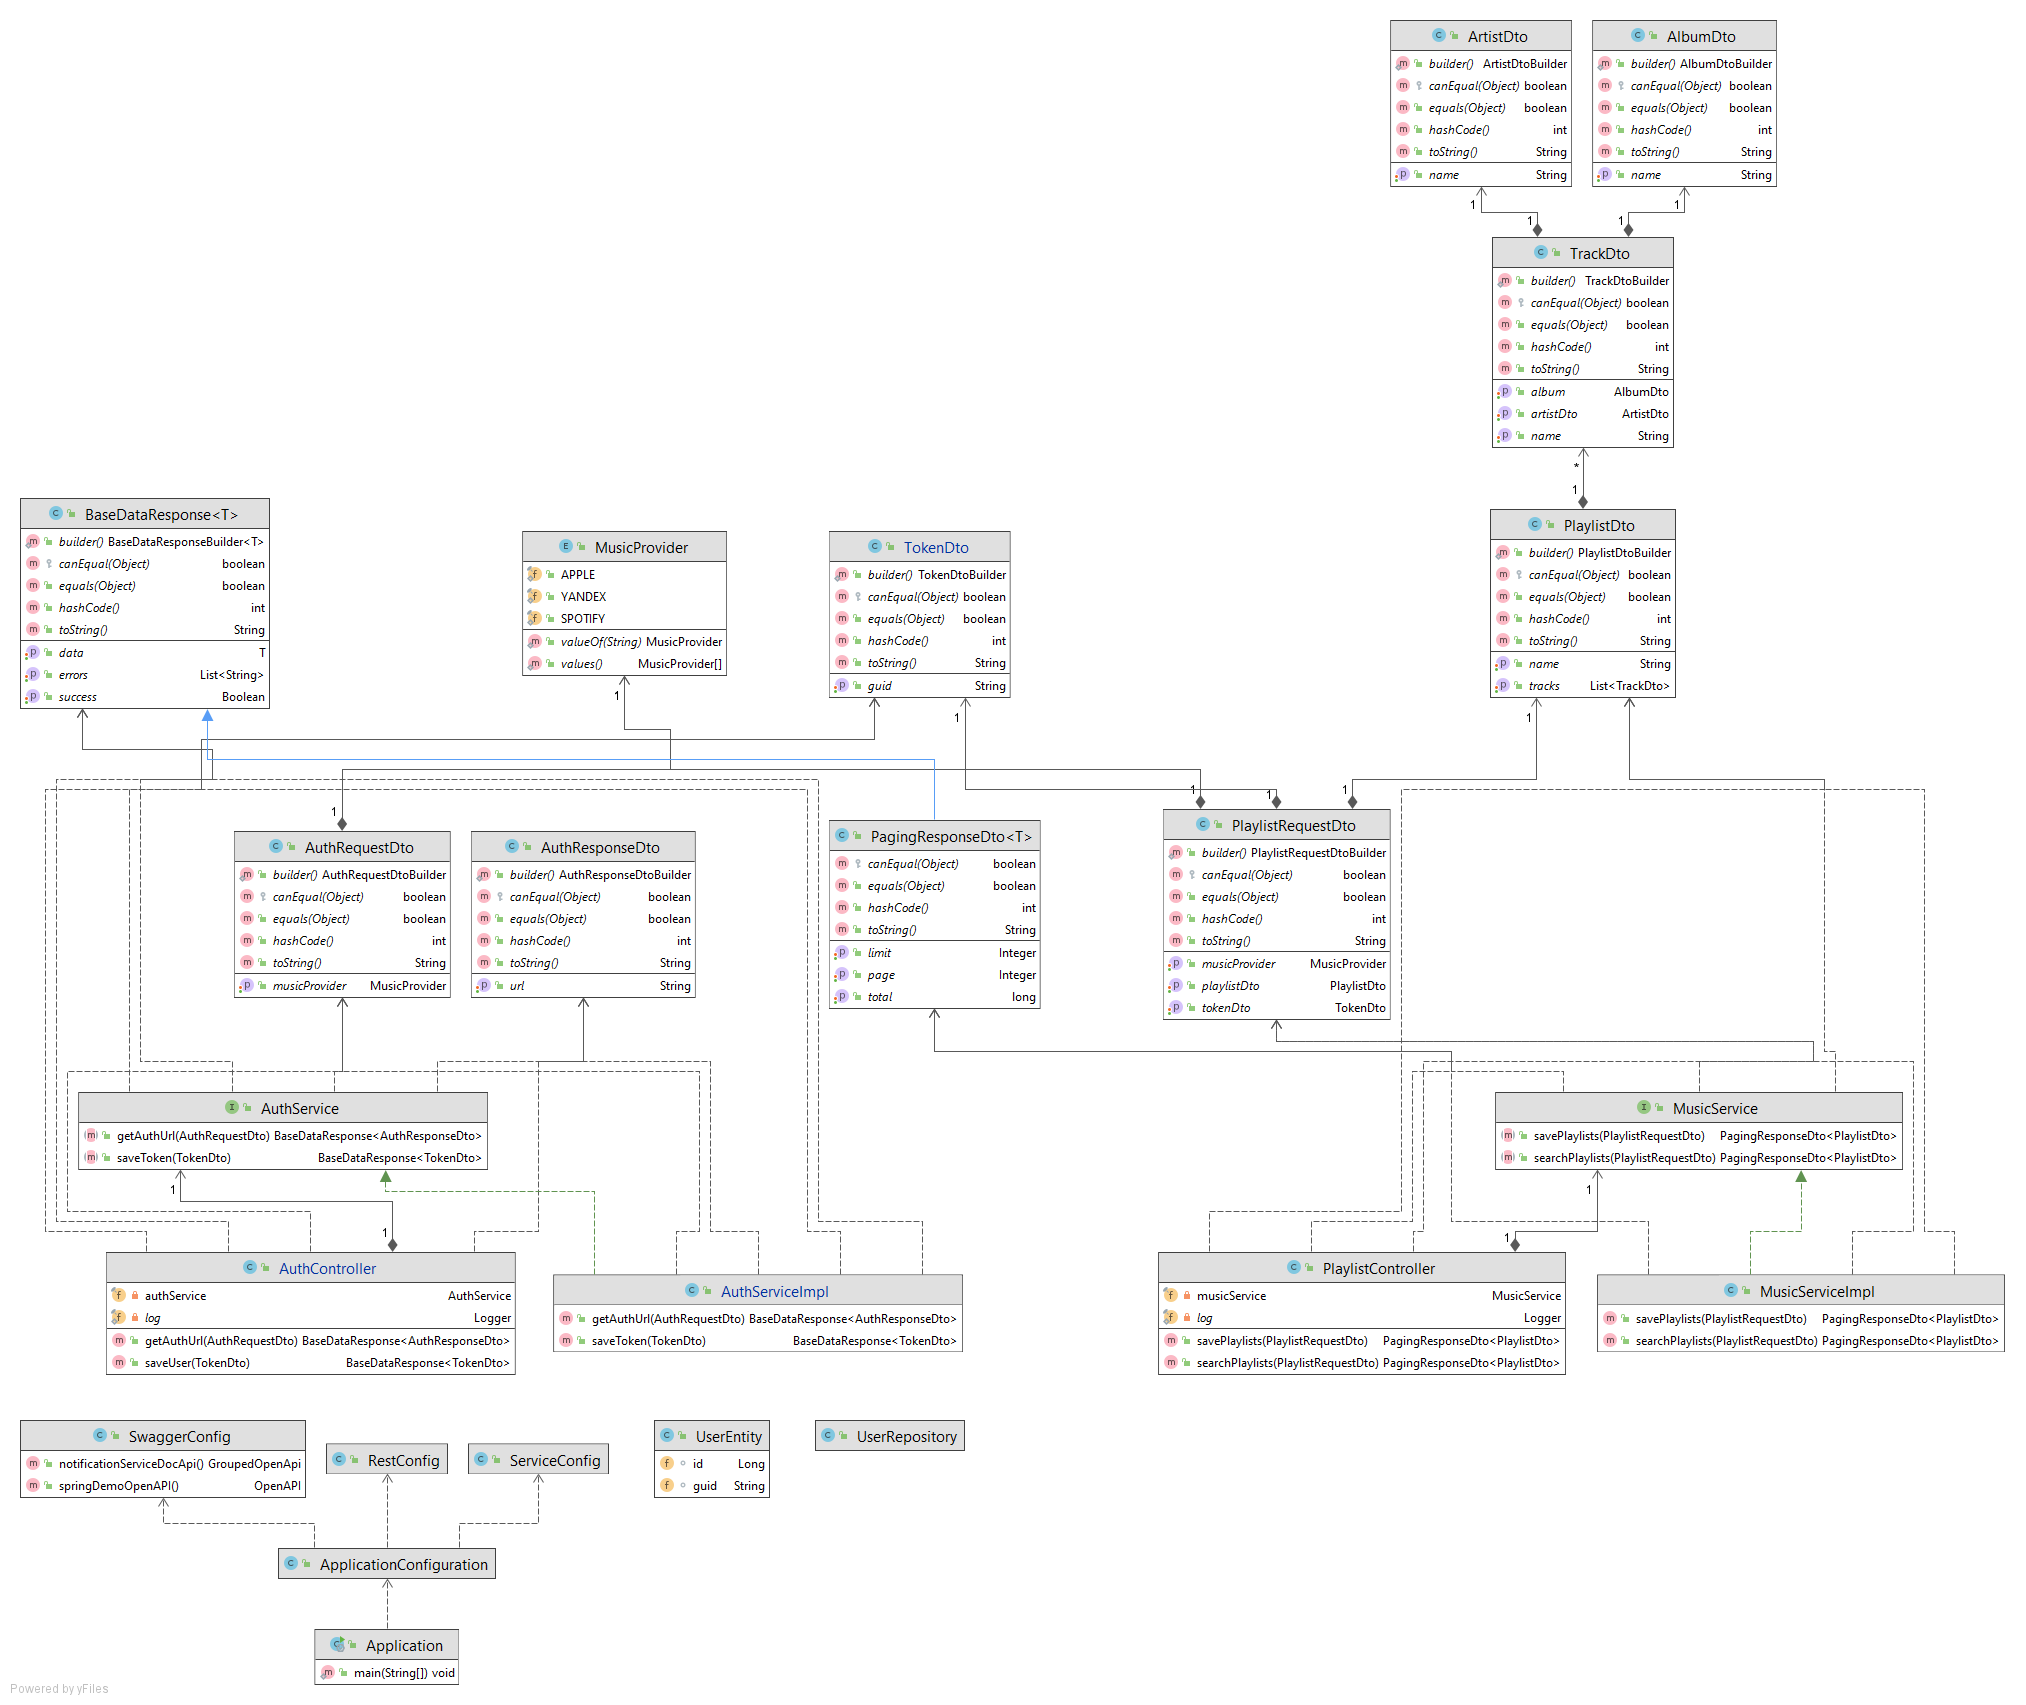 ArtistDto
builder() ArtistDtoBuilder
canEqual(Object) boolean
equals(Object) boolean
hashCode() int
toString() String
name String
AlbumDto
builder() AlbumDtoBuilder
canEqual(Object) boolean
equals(Object) boolean
hashCode() int
toString() String
name String
1
1
1
1
TrackDto
builder() TrackDtoBuilder
canEqual(Object) boolean
equals(Object) boolean
hashCode() int
toString() String
album AlbumDto
artistDto ArtistDto
name String
*
1
BaseDataResponse<T>
builder() BaseDataResponseBuilder<T>
canEqual(Object) boolean
equals(Object) boolean
hashCode() int
toString() String
data T
errors List<String>
success Boolean
MusicProvider
APPLE
YANDEX
SPOTIFY
valueOf(String) MusicProvider
values() MusicProvider[]
TokenDto
builder() TokenDtoBuilder
canEqual(Object) boolean
equals(Object) boolean
hashCode() int
toString() String
guid String
PlaylistDto
builder() PlaylistDtoBuilder
canEqual(Object) boolean
equals(Object) boolean
hashCode() int
toString() String
name String
tracks List<TrackDto>
1
1
1
1
1
1
1
AuthRequestDto
builder() AuthRequestDtoBuilder
canEqual(Object) boolean
equals(Object) boolean
hashCode() int
toString() String
musicProvider MusicProvider
AuthResponseDto
builder() AuthResponseDtoBuilder
canEqual(Object) boolean
equals(Object) boolean
hashCode() int
toString() String
url String
PagingResponseDto<T>
canEqual(Object) boolean
equals(Object) boolean
hashCode() int
toString() String
limit Integer
page Integer
total long
PlaylistRequestDto
builder() PlaylistRequestDtoBuilder
canEqual(Object) boolean
equals(Object) boolean
hashCode() int
toString() String
musicProvider MusicProvider
playlistDto PlaylistDto
tokenDto TokenDto
AuthService
getAuthUrl(AuthRequestDto) BaseDataResponse<AuthResponseDto>
saveToken(TokenDto) BaseDataResponse<TokenDto>
MusicService
savePlaylists(PlaylistRequestDto) PagingResponseDto<PlaylistDto>
searchPlaylists(PlaylistRequestDto) PagingResponseDto<PlaylistDto>
1
1
1
1
AuthController
authService AuthService
log Logger
getAuthUrl(AuthRequestDto) BaseDataResponse<AuthResponseDto>
saveUser(TokenDto) BaseDataResponse<TokenDto>
AuthServiceImpl
getAuthUrl(AuthRequestDto) BaseDataResponse<AuthResponseDto>
saveToken(TokenDto) BaseDataResponse<TokenDto>
PlaylistController
musicService MusicService
log Logger
savePlaylists(PlaylistRequestDto) PagingResponseDto<PlaylistDto>
searchPlaylists(PlaylistRequestDto) PagingResponseDto<PlaylistDto>
MusicServiceImpl
savePlaylists(PlaylistRequestDto) PagingResponseDto<PlaylistDto>
searchPlaylists(PlaylistRequestDto) PagingResponseDto<PlaylistDto>
SwaggerConfig
notificationServiceDocApi() GroupedOpenApi
springDemoOpenAPI() OpenAPI
RestConfig
ServiceConfig
UserEntity
id Long
guid String
UserRepository
ApplicationConfiguration
Application
main(String[]) void
Powered by yFiles